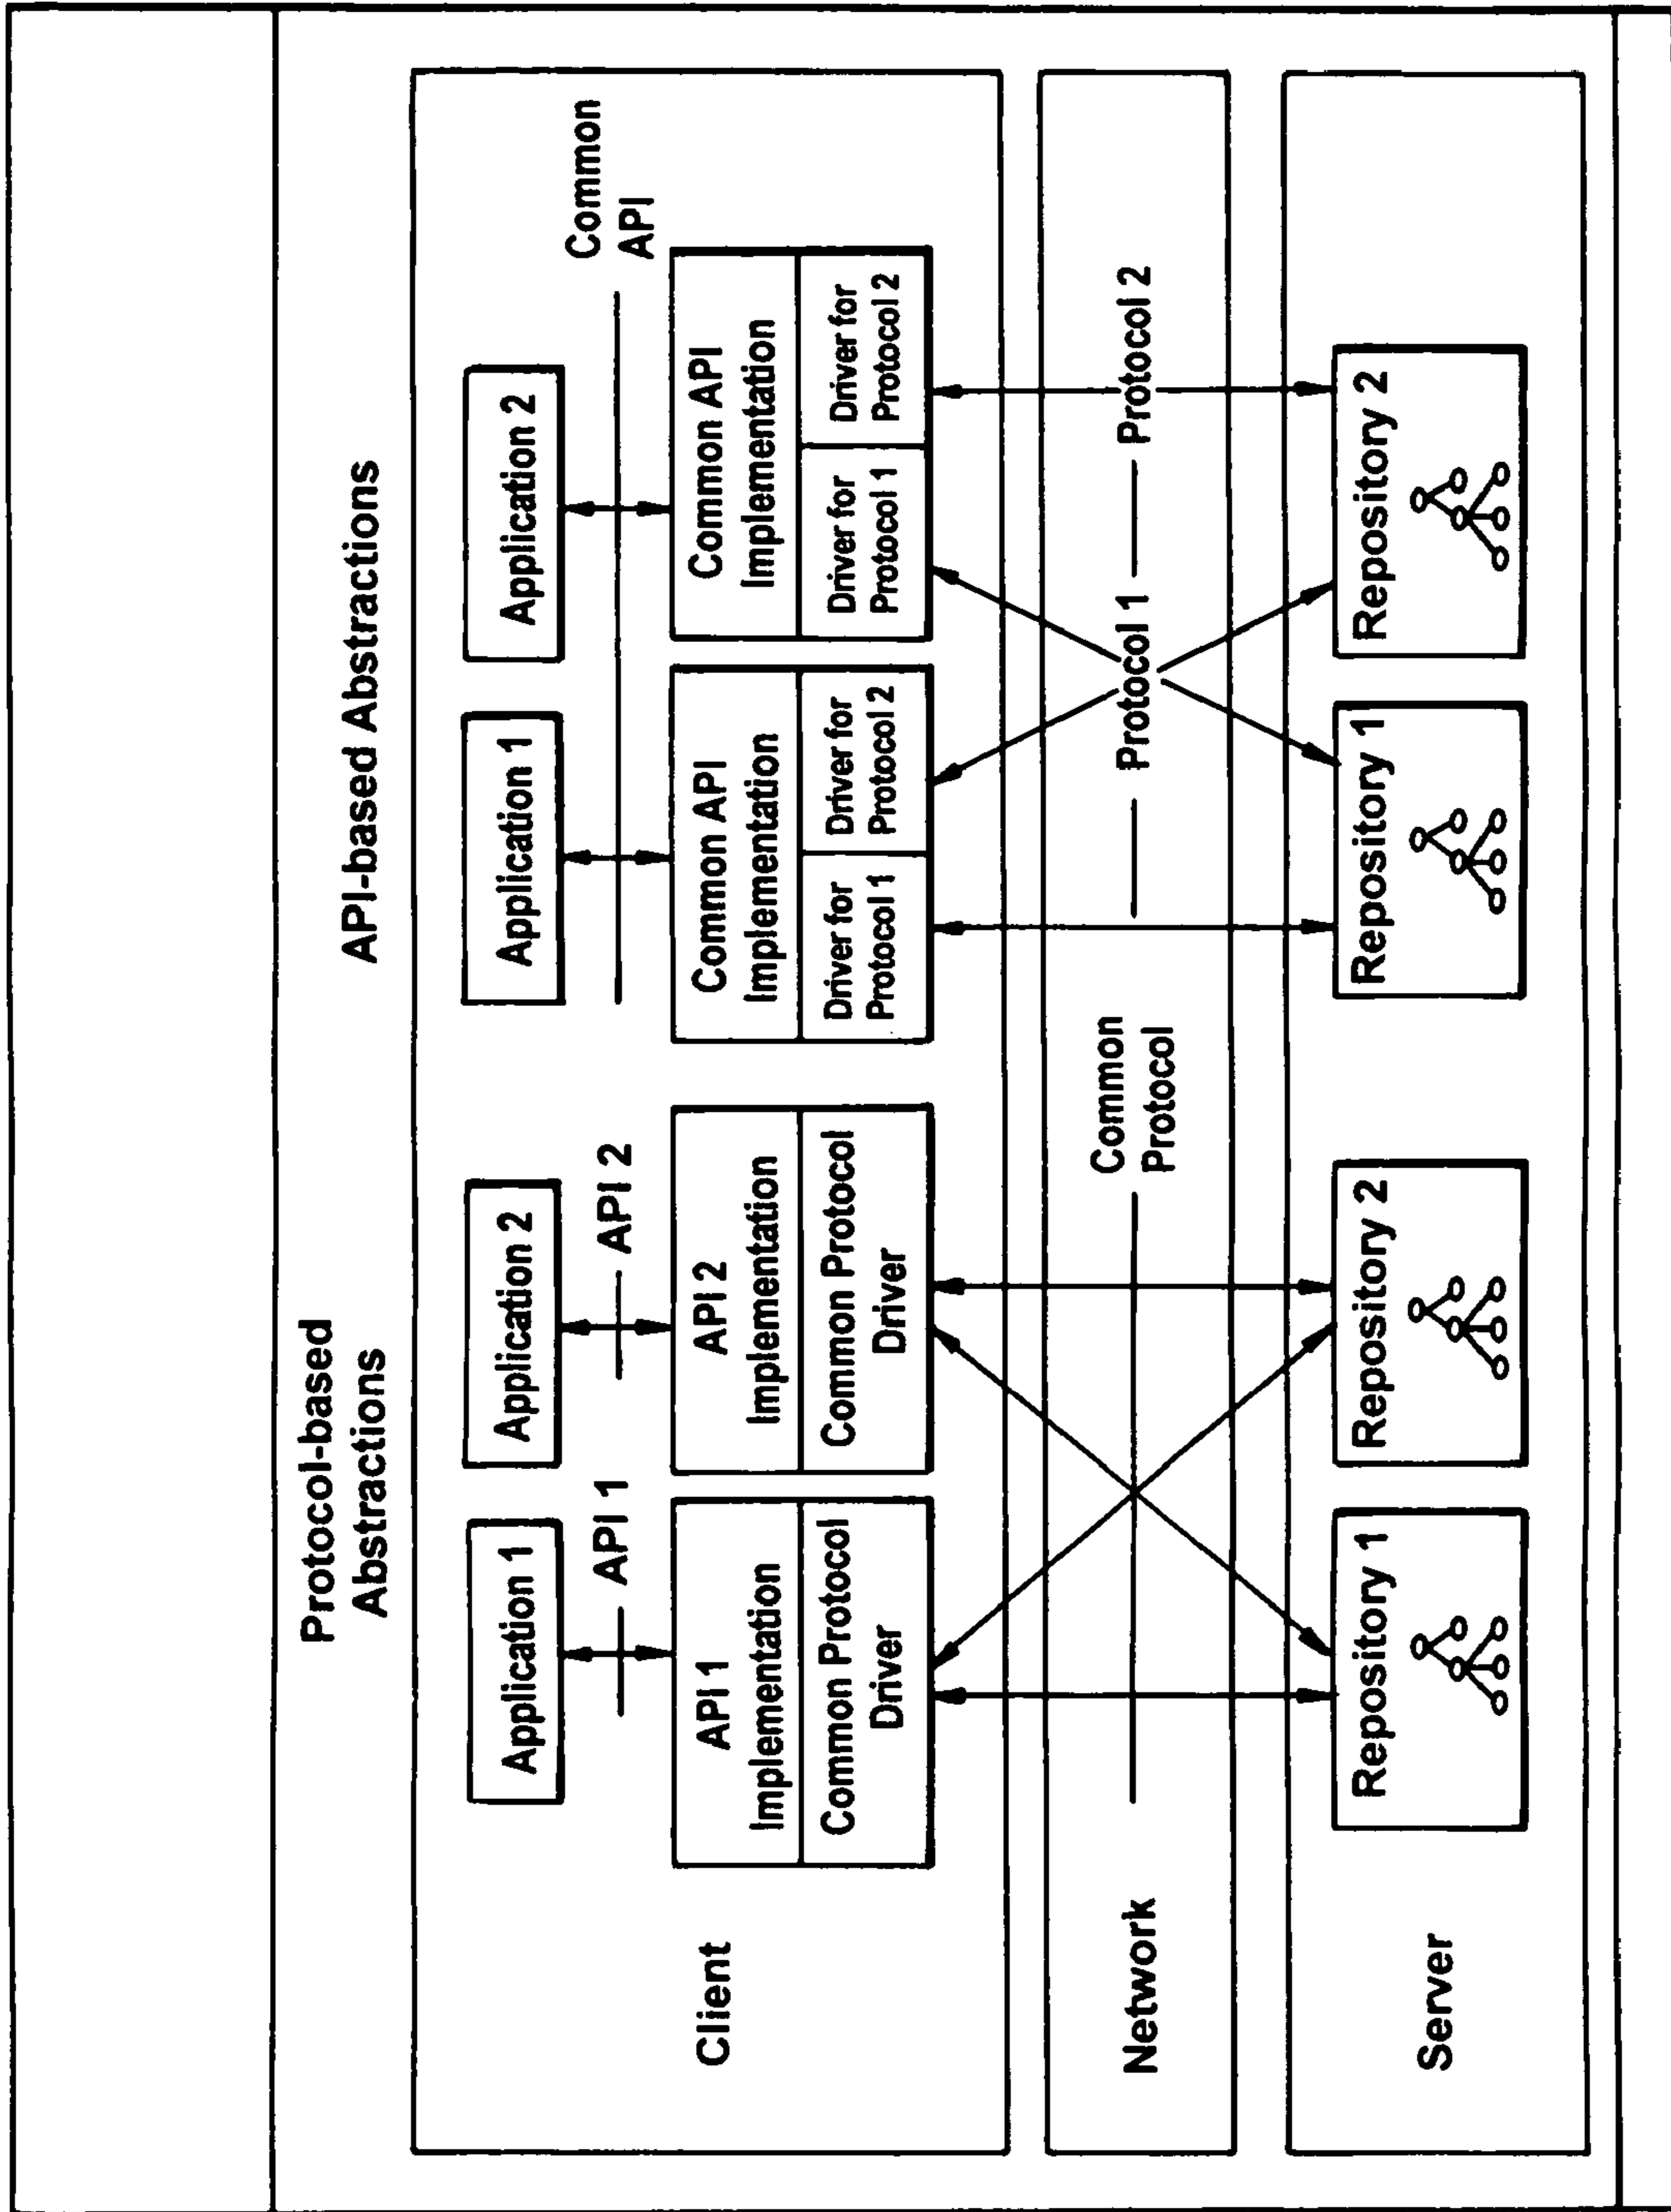 Protocol-based
Abstractions
API-based Abstractions
Client
Application 1
Application 2
Application 1
Application 2
API 1
API 2
Common
API
API 1
Implementation
Common Protocol
Driver
API 2
Implementation
Common Protocol
Driver
Common API
Implementation
Driver for
Protocol 1
Driver for
Protocol 2
Common API
Implementation
Driver for
Protocol 1
Driver for
Protocol 2
Network
Common
Protocol
Protocol 1
Protocol 2
Server
Repository 1
Repository 2
Repository 1
Repository 2